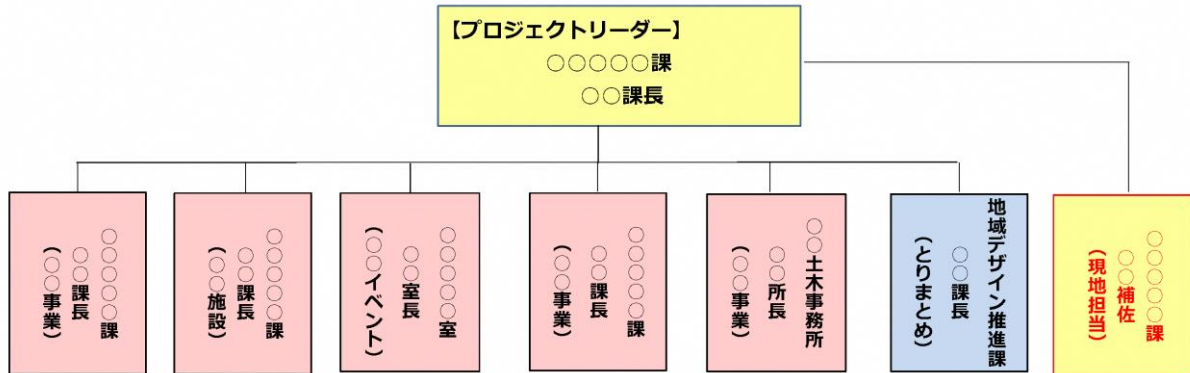 【プロジェクトリーダー】
○○○○○課
○○課長
○○○○○課
○○課長
(○○事業)
○○○○○課
○○課長
(○○施設)
○○○○○室
○○室長
(○○イベント)
○○○○○課
○○課長
(○○事業)
○○土木事務所
○○所長
(○○事業)
地域デザイン推進課
○○課長
(とりまとめ)
○○○○○課
○○補佐
(現地担当)